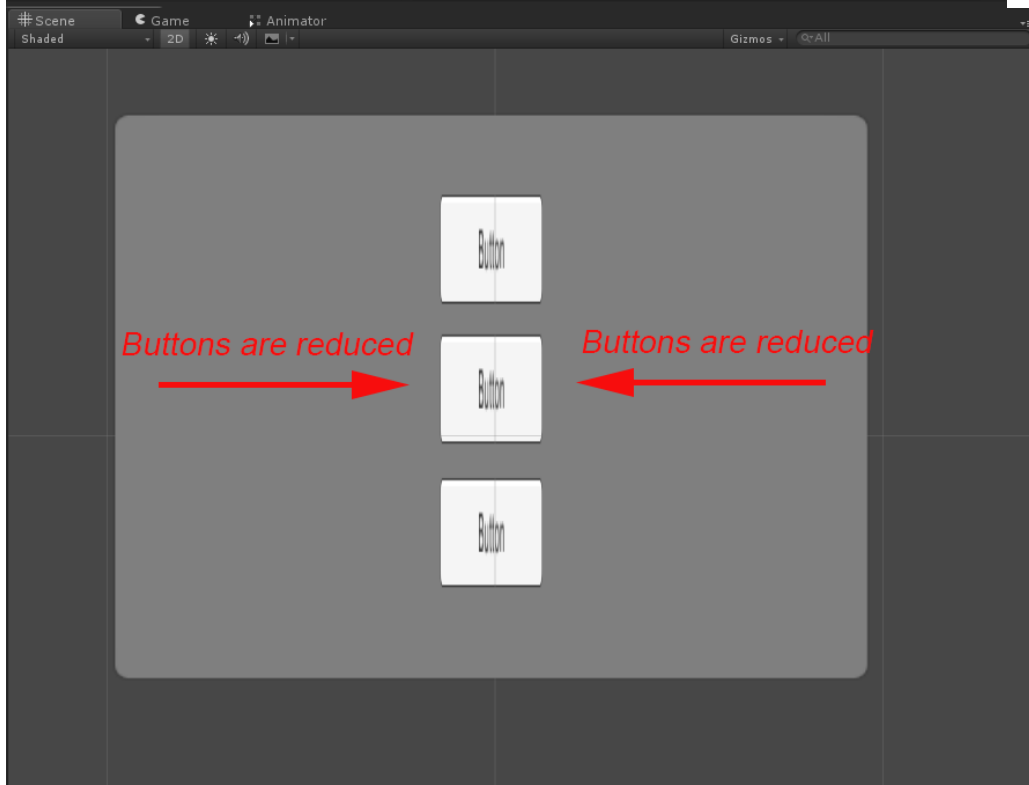 Scene
Game
Animator
Shaded
2D
Gizmos
All
Button
Buttons are reduced
Buttons are reduced
Button
Button